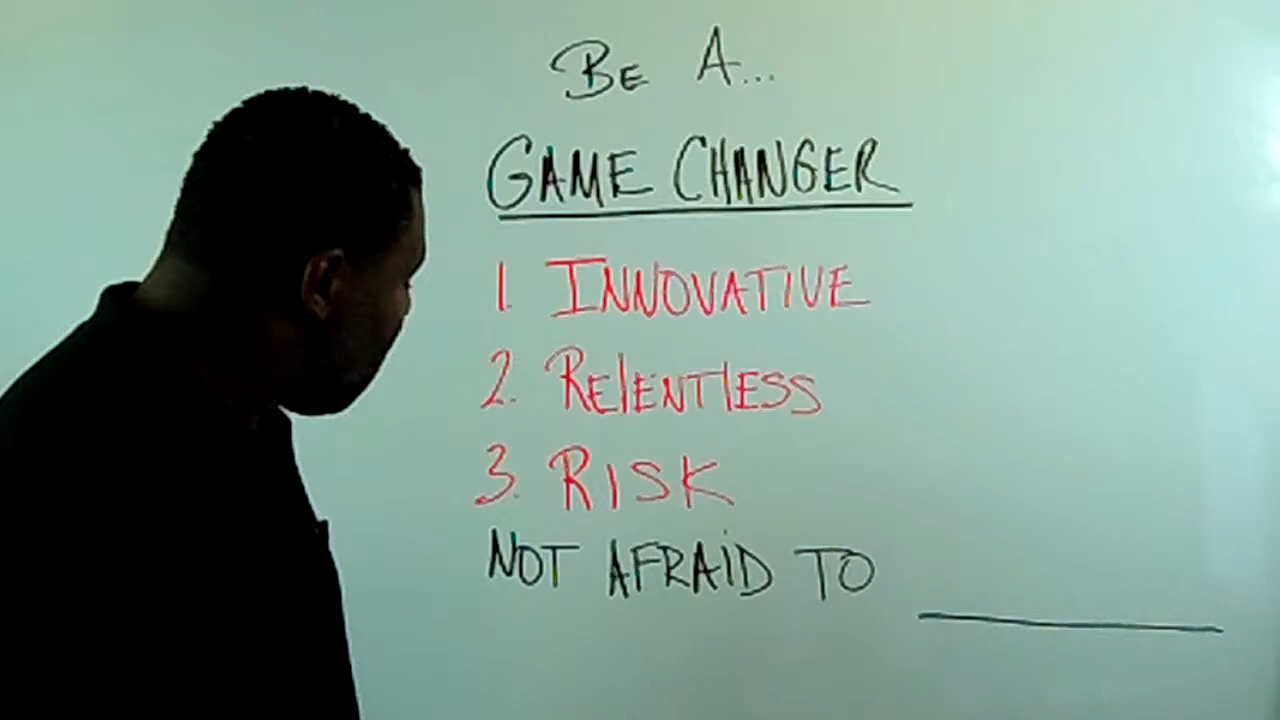 BE A...
GAME CHANGER
1. INNOVATIVE
2. RElENTlESS
3. RISK
NOT AFRAiD TO